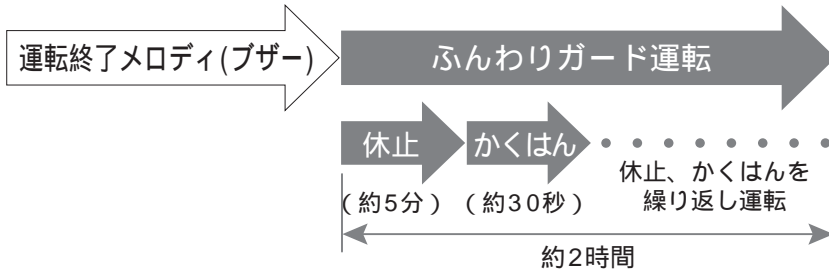 運転終了メロディ(ブザー)
ふんわりガード運転
休止
かくはん
(約5分)
(約30秒)
休止、かくはんを
繰り返し運転
約2時間